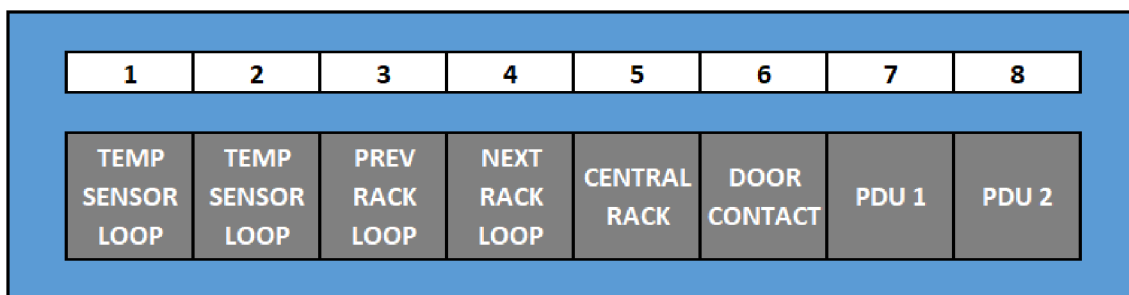 1 2 3 4 5 6 7 8
TEMP SENSOR LOOP
TEMP SENSOR LOOP
PREV RACK LOOP
NEXT RACK LOOP
CENTRAL RACK
DOOR CONTACT
PDU 1
PDU 2